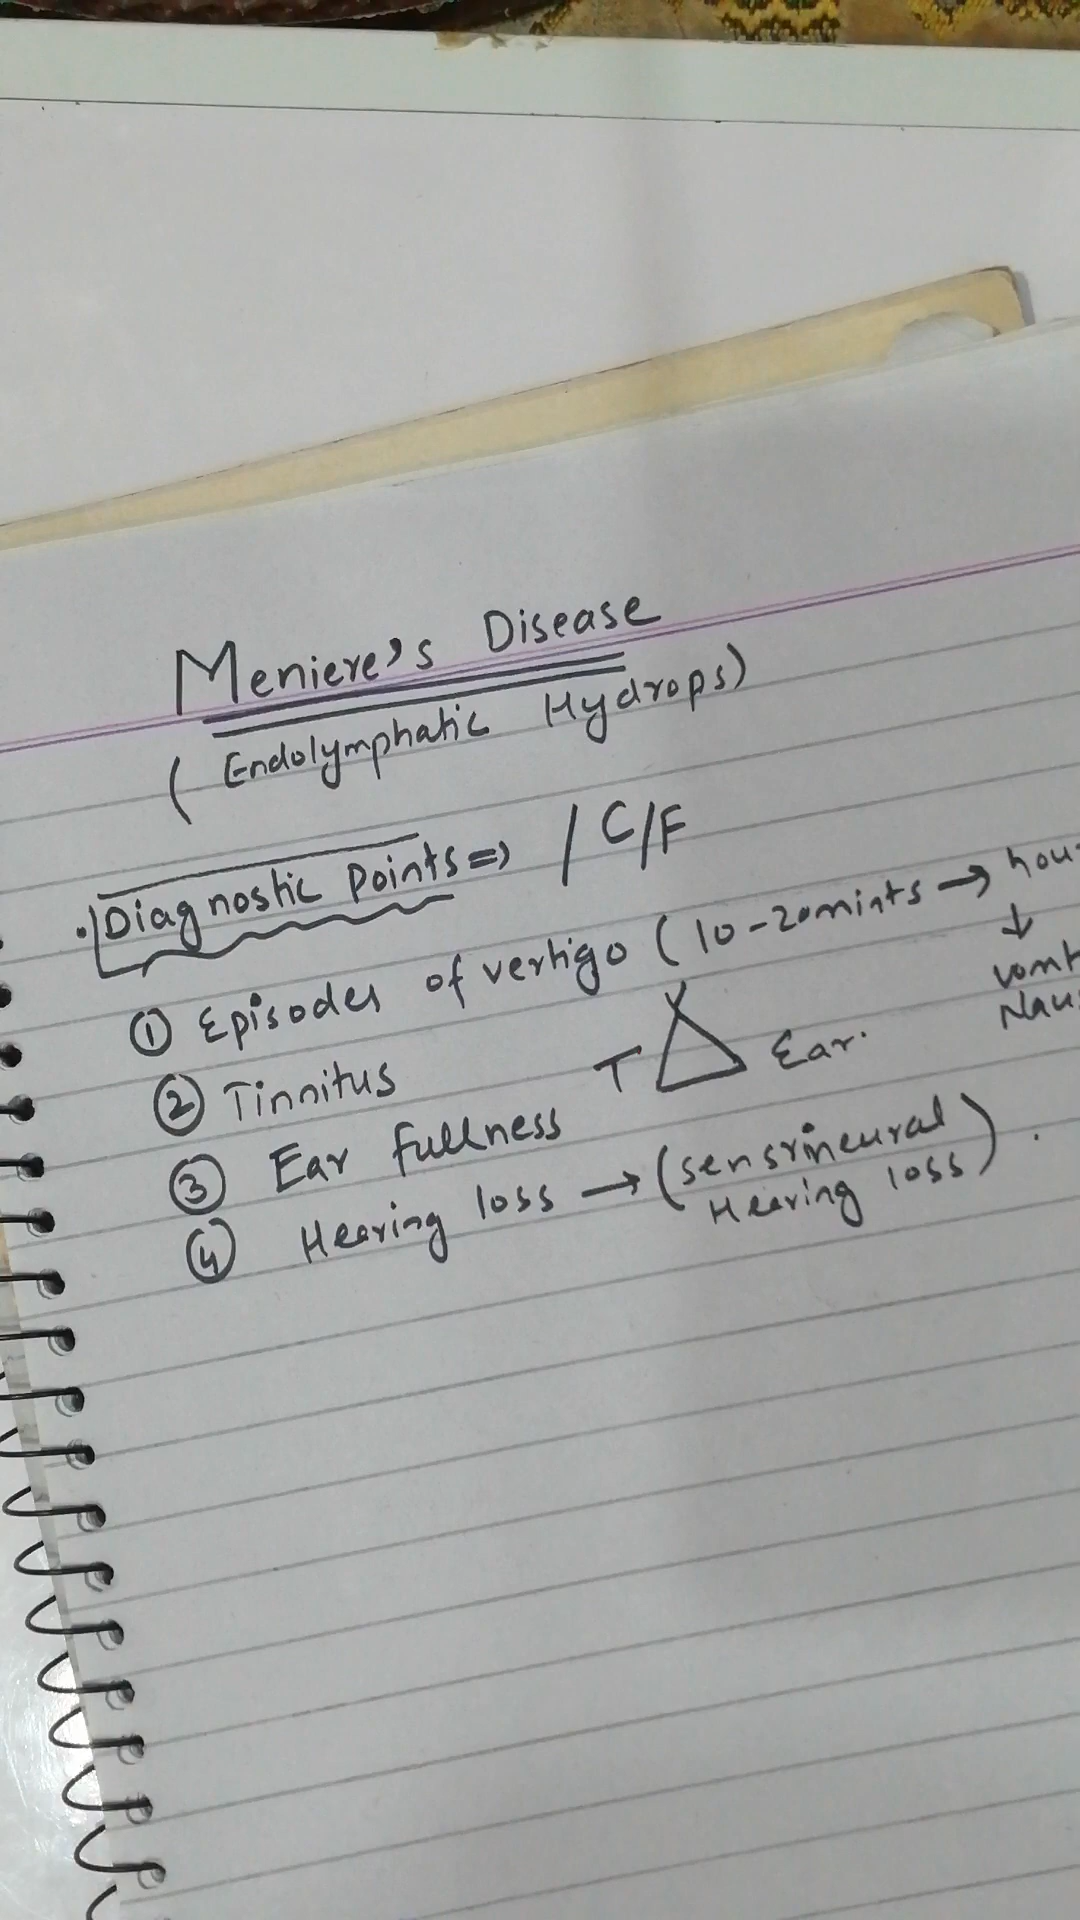 Meniere's Disease
(Endolymphatic Hydrops)
. Diagnostic Points => / C/F
① Episodes of vertigo (10-20mints → hou
↓
vomt
Naus
② Tinnitus
T △ Ear.
③ Ear fullness
④ Hearing loss → (sensrineural
Hearing loss).